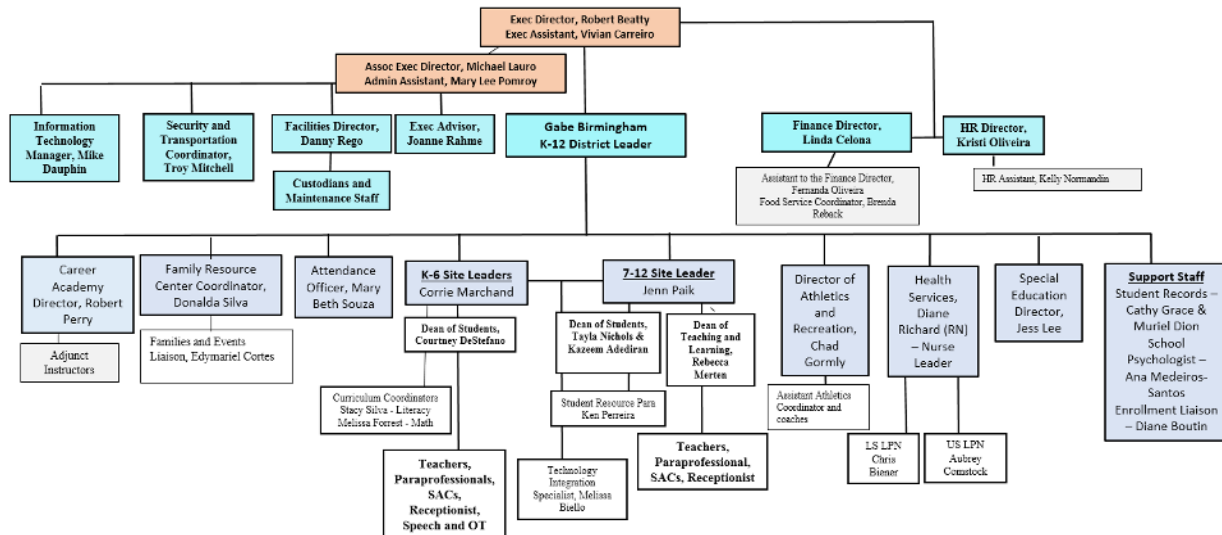 Exec Director, Robert Beatty
Exec Assistant, Vivian Carreiro
Assoc Exec Director, Michael Lauro
Admin Assistant, Mary Lee Pomroy
Information
Technology
Manager, Mike
Dauphin
Security and
Transportation
Coordinator,
Troy Mitchell
Facilities Director,
Danny Rego
Exec Advisor,
Joanne Rahme
Gabe Birmingham
K-12 District Leader
Finance Director,
Linda Celona
HR Director,
Kristi Oliveira
Custodians and
Maintenance Staff
Assistant to the Finance Director,
Fernanda Oliveira
Food Service Coordinator, Brenda
Reback
HR Assistant, Kelly Normandin
Career
Academy
Director, Robert
Perry
Family Resource
Center Coordinator,
Donalda Silva
Attendance
Officer, Mary
Beth Souza
K-6 Site Leaders
Corrie Marchand
7-12 Site Leader
Jenn Paik
Director of
Athletics
and
Recreation,
Chad
Gormly
Health
Services,
Diane
Richard (RN)
– Nurse
Leader
Special
Education
Director,
Jess Lee
Support Staff
Student Records –
Cathy Grace &
Muriel Dion
School
Psychologist –
Ana Medeiros-
Santos
Enrollment Liaison
– Diane Boutin
Adjunct
Instructors
Families and Events
Liaison, Edymariel Cortes
Dean of Students,
Courtney DeStefano
Dean of Students,
Tayla Nichols &
Kazeem Adediran
Dean of
Teaching and
Learning,
Rebecca
Merten
Curriculum Coordinators
Stacy Silva - Literacy
Melissa Forrest - Math
Student Resource Para
Ken Perreira
Assistant Athletics
Coordinator and
coaches
Teachers,
Paraprofessionals,
SACs,
Receptionist,
Speech and OT
Technology
Integration
Specialist, Melissa
Biello
Teachers,
Paraprofessional,
SACs, Receptionist
LS LPN
Chris
Biener
US LPN
Aubrey
Comstock